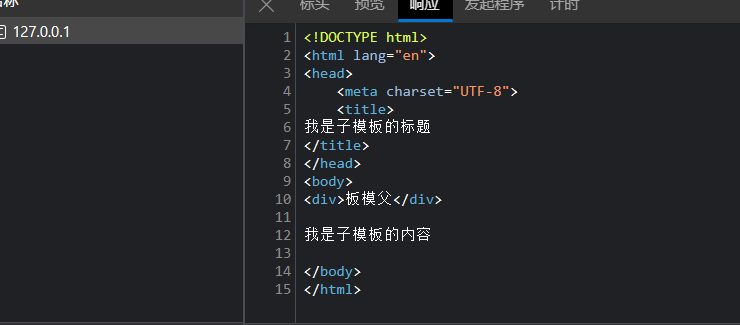 标头 预览 响应 发起程序 计时
127.0.0.1
1 <!DOCTYPE html>
2 <html lang="en">
3 <head>
4     <meta charset="UTF-8">
5     <title>
6 我是子模板的标题
7 </title>
8 </head>
9 <body>
10 <div>板模父</div>
11
12 我是子模板的内容
13
14 </body>
15 </html>